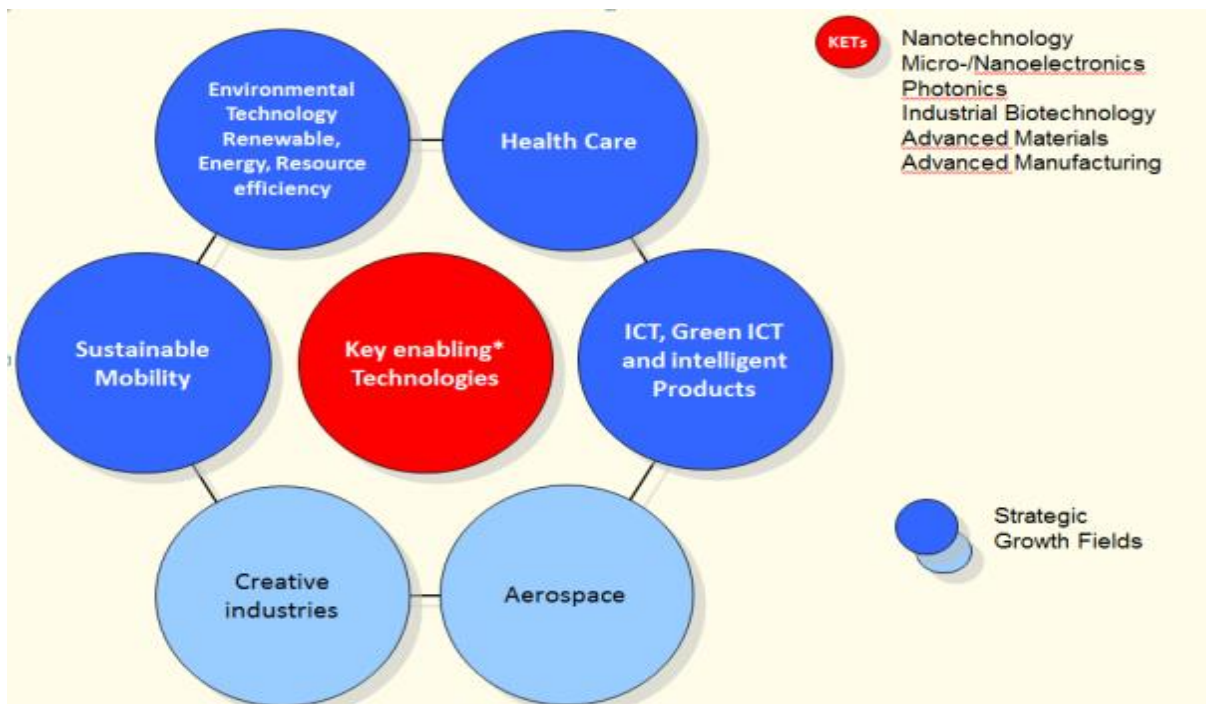 Environmental
Technology
Renewable,
Energy, Resource
efficiency
Health Care
KETs
Nanotechnology
Micro-/Nanoelectronics
Photonics
Industrial Biotechnology
Advanced Materials
Advanced Manufacturing
Sustainable
Mobility
Key enabling*
Technologies
ICT, Green ICT
and intelligent
Products
Creative
industries
Aerospace
Strategic
Growth Fields